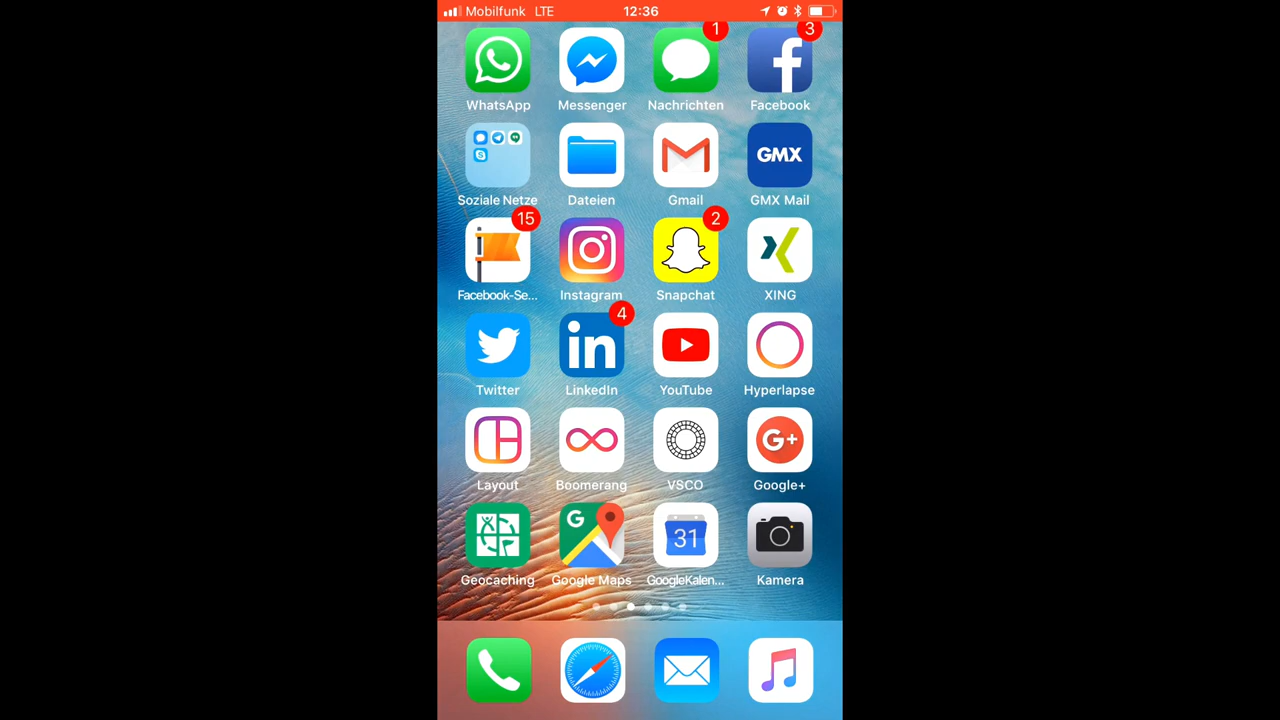 Mobilfunk LTE 12:36
1 3
WhatsApp Messenger Nachrichten Facebook
GMX
Soziale Netze Dateien Gmail GMX Mail
15 2
Facebook-Se... Instagram Snapchat XING
4
in
Twitter LinkedIn YouTube Hyperlapse
G+
Layout Boomerang VSCO Google+
G 31
Geocaching Google Maps GoogleKalen... Kamera